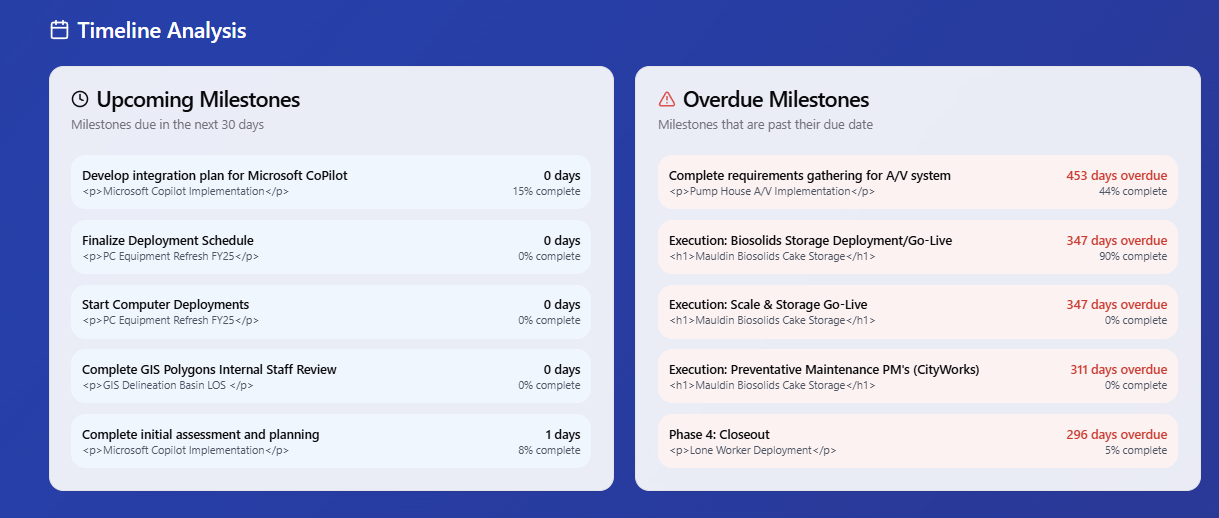 Timeline Analysis
Upcoming Milestones
Milestones due in the next 30 days
Develop integration plan for Microsoft CoPilot 0 days
<p>Microsoft Copilot Implementation</p> 15% complete
Finalize Deployment Schedule 0 days
<p>PC Equipment Refresh FY25</p> 0% complete
Start Computer Deployments 0 days
<p>PC Equipment Refresh FY25</p> 0% complete
Complete GIS Polygons Internal Staff Review 0 days
<p>GIS Delineation Basin LOS </p> 0% complete
Complete initial assessment and planning 1 days
<p>Microsoft Copilot Implementation</p> 8% complete
Overdue Milestones
Milestones that are past their due date
Complete requirements gathering for A/V system 453 days overdue
<p>Pump House A/V Implementation</p> 44% complete
Execution: Biosolids Storage Deployment/Go-Live 347 days overdue
<h1>Mauldin Biosolids Cake Storage</h1> 90% complete
Execution: Scale & Storage Go-Live 347 days overdue
<h1>Mauldin Biosolids Cake Storage</h1> 0% complete
Execution: Preventative Maintenance PM's (CityWorks) 311 days overdue
<h1>Mauldin Biosolids Cake Storage</h1> 0% complete
Phase 4: Closeout 296 days overdue
<p>Lone Worker Deployment</p> 5% complete